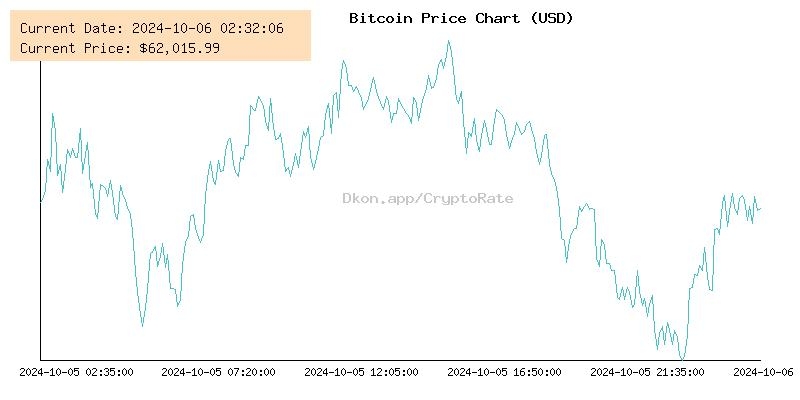 Bitcoin Price Chart (USD)
Current Date: 2024-10-06 02:32:06
Current Price: $62,015.99
Dkon.app/CryptoRate
2024-10-05 02:35:00 2024-10-05 07:20:00 2024-10-05 12:05:00 2024-10-05 16:50:00 2024-10-05 21:35:00 2024-10-06